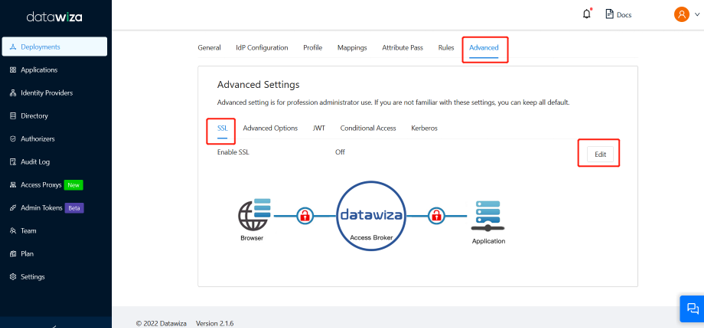 datawiza
Docs
Deployments
Applications
Identity Providers
Directory
Authorizers
Audit Log
Access Proxys New
Admin Tokens Beta
Team
Plan
Settings
General IdP Configuration Profile Mappings Attribute Pass Rules Advanced
Advanced Settings
Advanced setting is for profession administrator use. If you are not familiar with these settings, you can keep all default.
SSL Advanced Options JWT Conditional Access Kerberos
Enable SSL Off Edit
datawiza
Access Broker
Browser
Application
© 2022 Datawiza Version 2.1.6